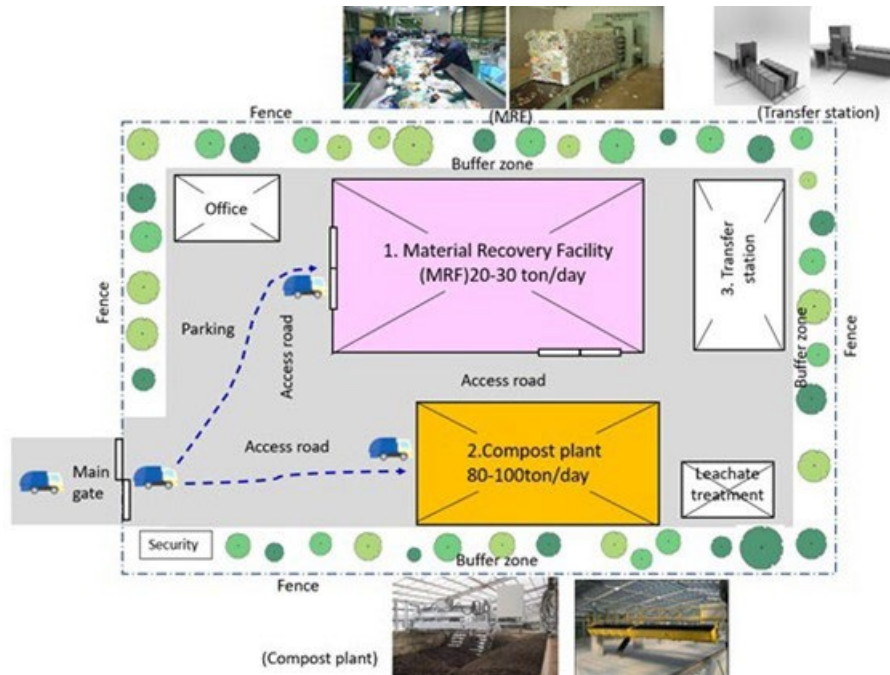 Fence
(MRF)
(Transfer station)
Buffer zone
Office
1. Material Recovery Facility
(MRF)20-30 ton/day
3. Transfer
station
Fence
Parking
Access road
Buffer zone
Fence
Access road
Access road
Main
gate
2.Compost plant
80-100ton/day
Leachate
treatment
Security
Buffer zone
Fence
(Compost plant)